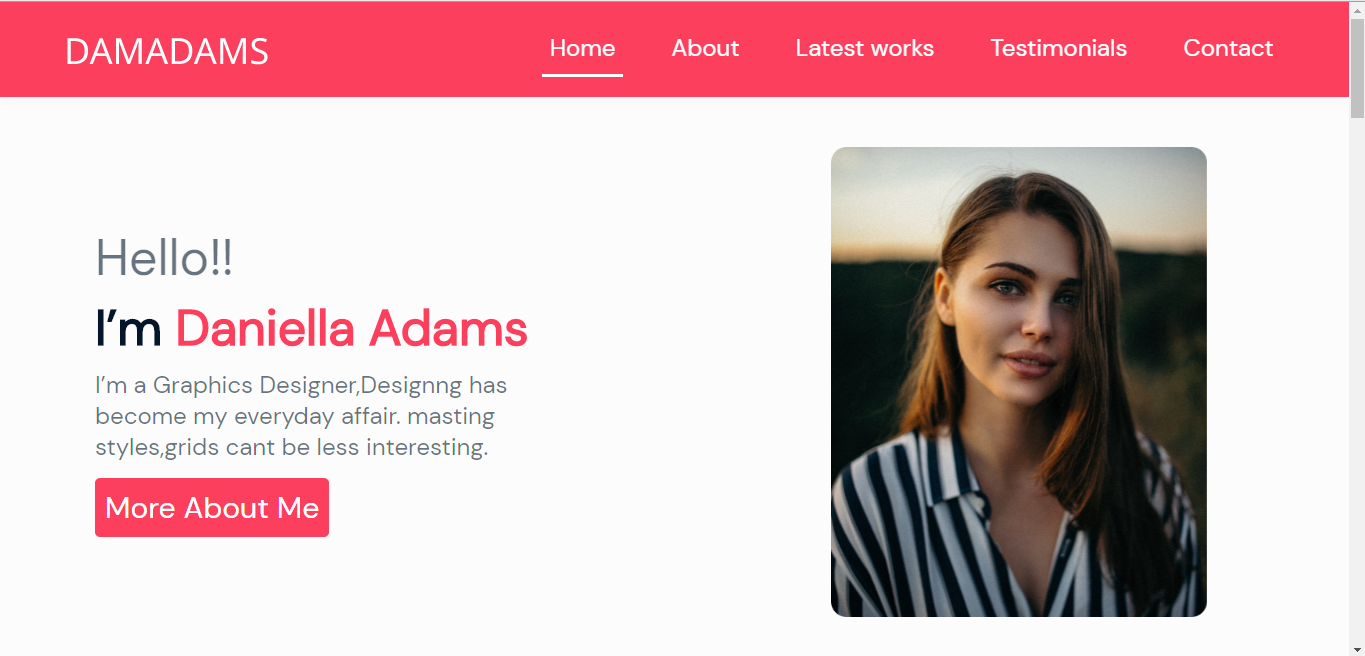 DAMADAMS
Home About Latest works Testimonials Contact
Hello!!
I’m Daniella Adams
I’m a Graphics Designer,Designng has
become my everyday affair. masting
styles,grids cant be less interesting.
More About Me